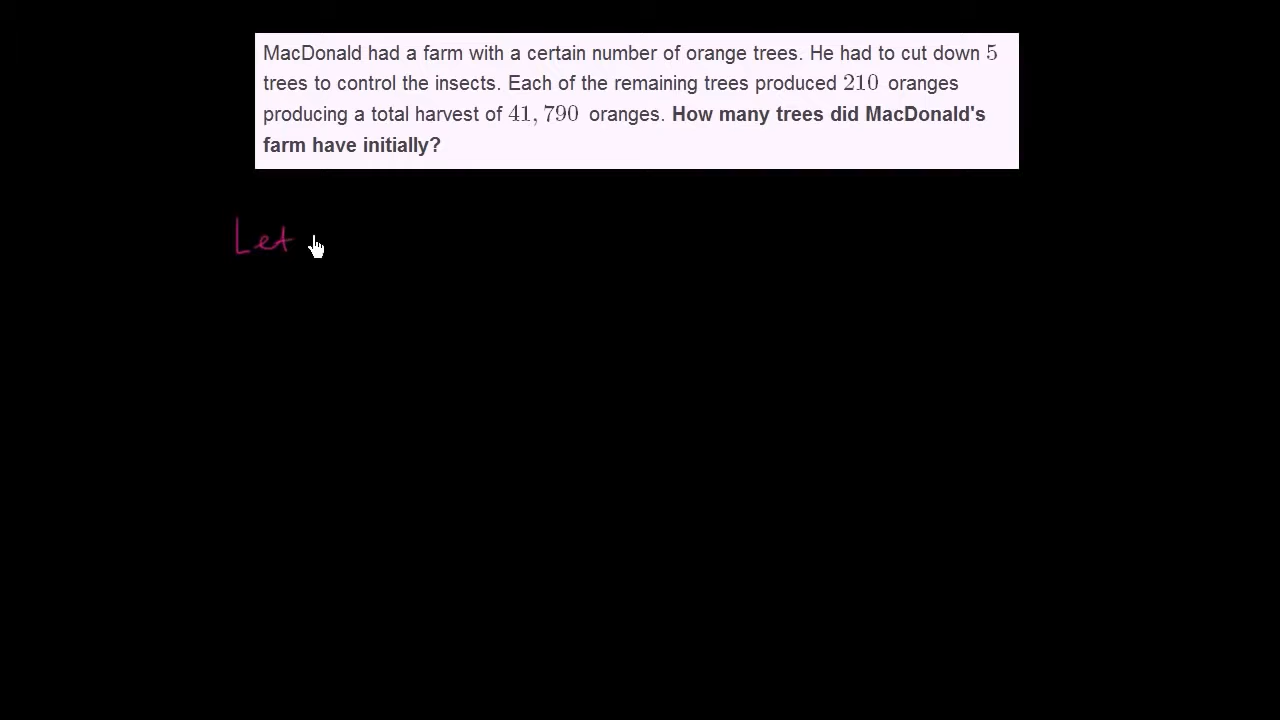 MacDonald had a farm with a certain number of orange trees. He had to cut down 5
trees to control the insects. Each of the remaining trees produced 210 oranges
producing a total harvest of 41, 790 oranges. How many trees did MacDonald's
farm have initially?
Let